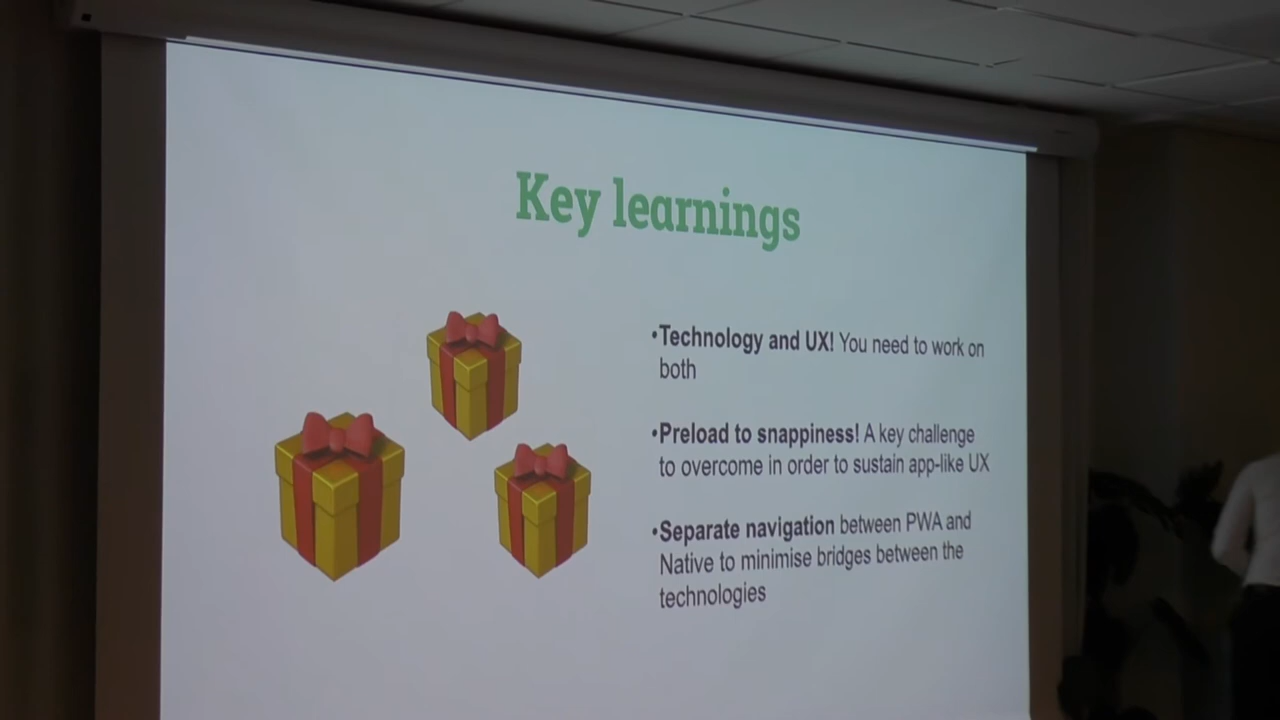 Key learnings
•Technology and UX! You need to work on
both
•Preload to snappiness! A key challenge
to overcome in order to sustain app-like UX
•Separate navigation between PWA and
Native to minimise bridges between the
technologies